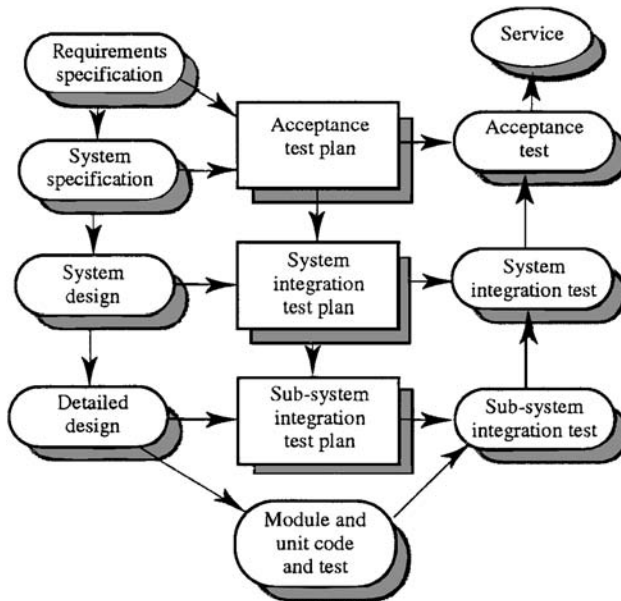 Requirements
specification
Service
Acceptance
test plan
Acceptance
test
System
specification
System
design
System
integration
test plan
System
integration test
Detailed
design
Sub-system
integration
test plan
Sub-system
integration test
Module and
unit code
and test